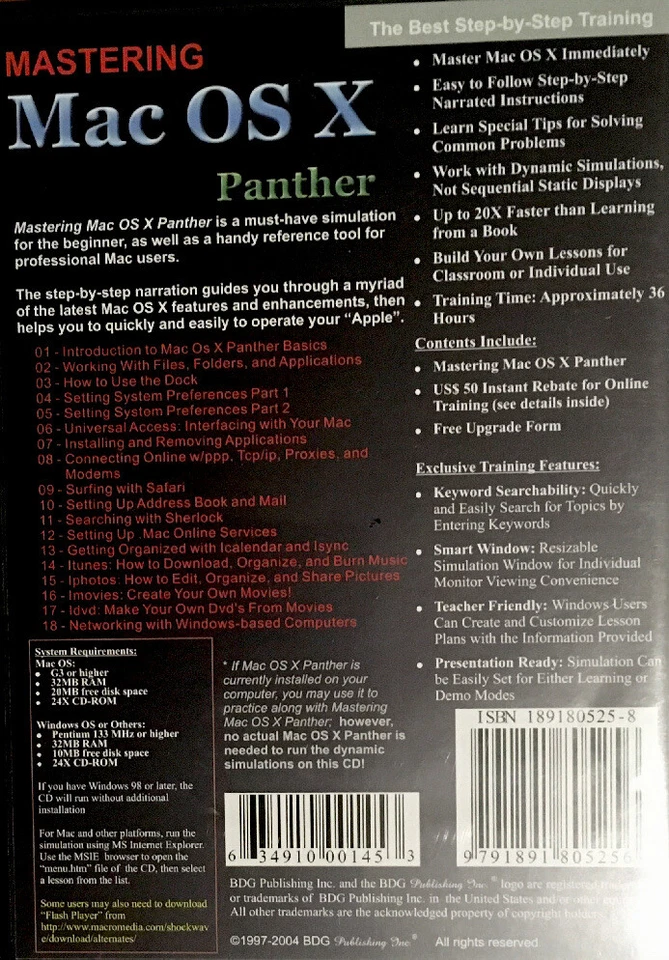 The Best Step-by-Step Training
MASTERING
Mac OS X
Panther
Mastering Mac OS X Panther is a must-have simulation
for the beginner, as well as a handy reference tool for
professional Mac users.
The step-by-step narration guides you through a myriad
of the latest Mac OS X features and enhancements, then
helps you to quickly and easily to operate your “Apple”.
01 - Introduction to Mac Os X Panther Basics
02 - Working With Files, Folders, and Applications
03 - How to Use the Dock
04 - Setting System Preferences Part 1
05 - Setting System Preferences Part 2
06 - Universal Access: Interfacing with Your Mac
07 - Installing and Removing Applications
08 - Connecting Online w/ppp, Tcp/ip, Proxies, and
Modems
09 - Surfing with Safari
10 - Setting Up Address Book and Mail
11 - Searching with Sherlock
12 - Setting Up .Mac Online Services
13 - Getting Organized with Icalendar and Isync
14 - Itunes: How to Download, Organize, and Burn Music
15 - Iphotos: How to Edit, Organize, and Share Pictures
16 - Imovies: Create Your Own Movies!
17 - Idvd: Make Your Own Dvd's From Movies
18 - Networking with Windows-based Computers
System Requirements:
Mac OS:
• G3 or higher
• 32MB RAM
• 20MB free disk space
• 24X CD-ROM
Windows OS or Others:
• Pentium 133 MHz or higher
• 32MB RAM
• 10MB free disk space
• 24X CD-ROM
If you have Windows 98 or later, the
CD will run without additional
installation
For Mac and other platforms, run the
simulation using MS Internet Explorer.
Use the MSIE browser to open the
“menu.htm” file of the CD, then select
a lesson from the list.
Some users may also need to download
“Flash Player” from
http://www.macromedia.com/shockwav
e/download/alternates/
* If Mac OS X Panther is
currently installed on your
computer, you may use it to
practice along with Mastering
Mac OS X Panther; however,
no actual Mac OS X Panther is
needed to run the dynamic
simulations on this CD!
• Master Mac OS X Immediately
• Easy to Follow Step-by-Step
Narrated Instructions
• Learn Special Tips for Solving
Common Problems
• Work with Dynamic Simulations,
Not Sequential Static Displays
• Up to 20X Faster than Learning
from a Book
• Build Your Own Lessons for
Classroom or Individual Use
• Training Time: Approximately 36
Hours
Contents Include:
• Mastering Mac OS X Panther
• US$ 50 Instant Rebate for Online
Training (see details inside)
• Free Upgrade Form
Exclusive Training Features:
• Keyword Searchability: Quickly
and Easily Search for Topics by
Entering Keywords
• Smart Window: Resizable
Simulation Window for Individual
Monitor Viewing Convenience
• Teacher Friendly: Windows Users
Can Create and Customize Lesson
Plans with the Information Provided
• Presentation Ready: Simulation Can
be Easily Set for Either Learning or
Demo Modes
ISBN 189180525-8
6 34910 00145 3
9 791891 805256
BDG Publishing Inc. and the BDG Publishing Inc.® logo are registered
or trademarks of BDG Publishing Inc. in the United States and/or other
All other trademarks are the acknowledged property of copyright
©1997-2004 BDG Publishing Inc® All rights reserved